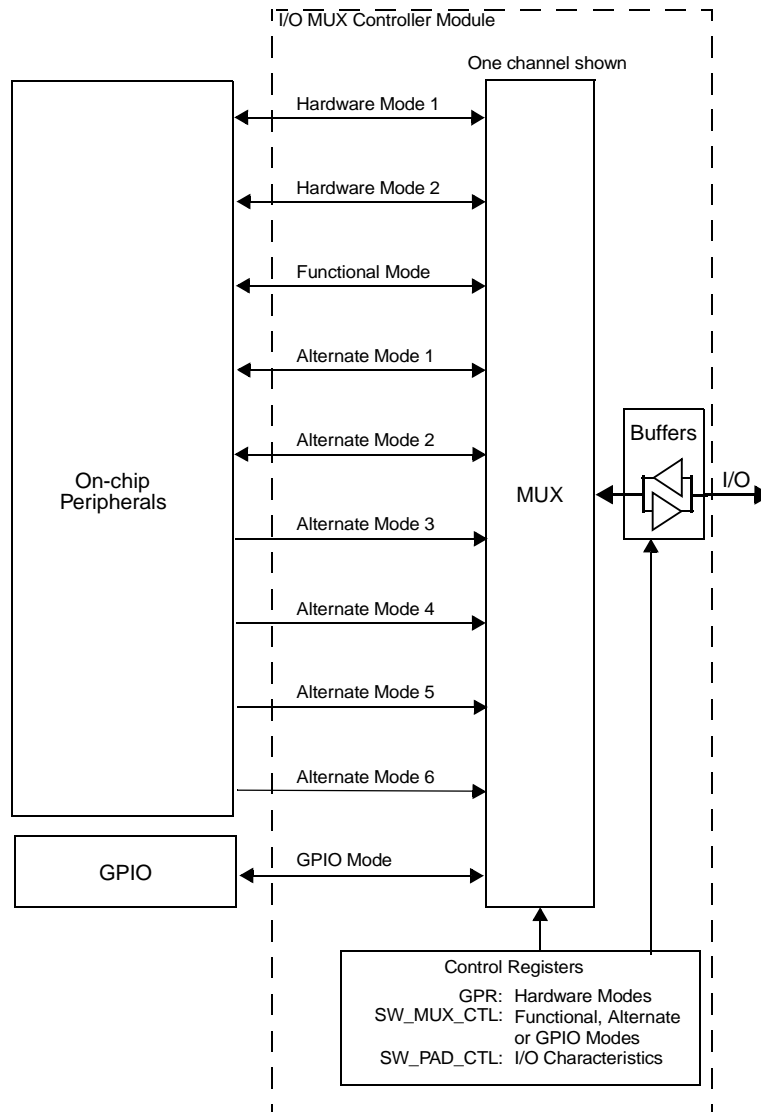 I/O MUX Controller Module
One channel shown
Hardware Mode 1
Hardware Mode 2
Functional Mode
Alternate Mode 1
Alternate Mode 2
Alternate Mode 3
Alternate Mode 4
Alternate Mode 5
Alternate Mode 6
GPIO Mode
On-chip
Peripherals
GPIO
MUX
Buffers
I/O
Control Registers
GPR: Hardware Modes
SW_MUX_CTL: Functional, Alternate
or GPIO Modes
SW_PAD_CTL: I/O Characteristics